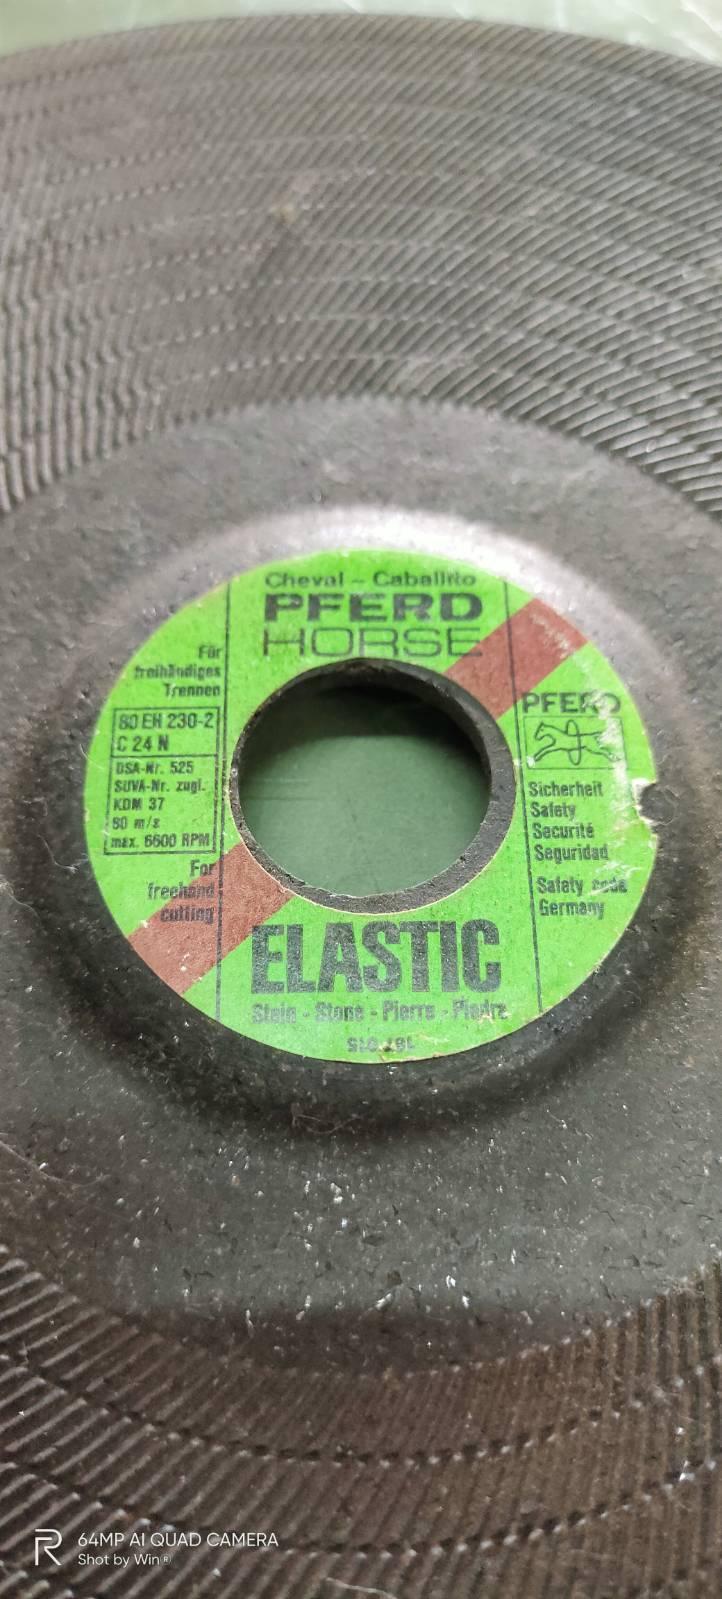 Cheval - Caballito
PFERD
HORSE
Für
freihändiges
Trennen
80 EH 230-2
C 24 N
DSA-Nr. 525
SUVA-Nr. zugl.
KDM 37
80 m/s
max. 6600 RPM
For
freehand
cutting
PFERD
Sicherheit
Safety
Securité
Seguridad
Safety code
Germany
ELASTIC
Stein - Stone - Pierre - Piedra
64MP AI QUAD CAMERA
Shot by Win®